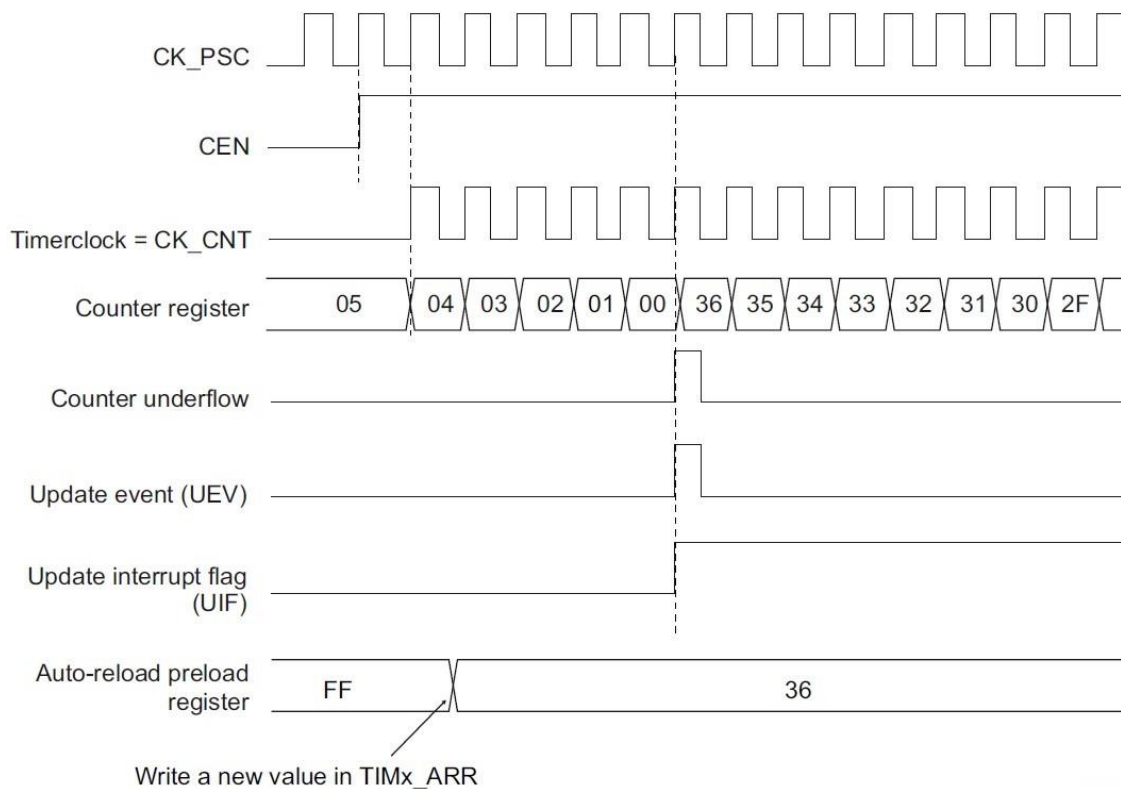 CK_PSC
CEN
Timerclock = CK_CNT
Counter register 05 04 03 02 01 00 36 35 34 33 32 31 30 2F
Counter underflow
Update event (UEV)
Update interrupt flag
(UIF)
Auto-reload preload
register
FF 36
Write a new value in TIMx_ARR